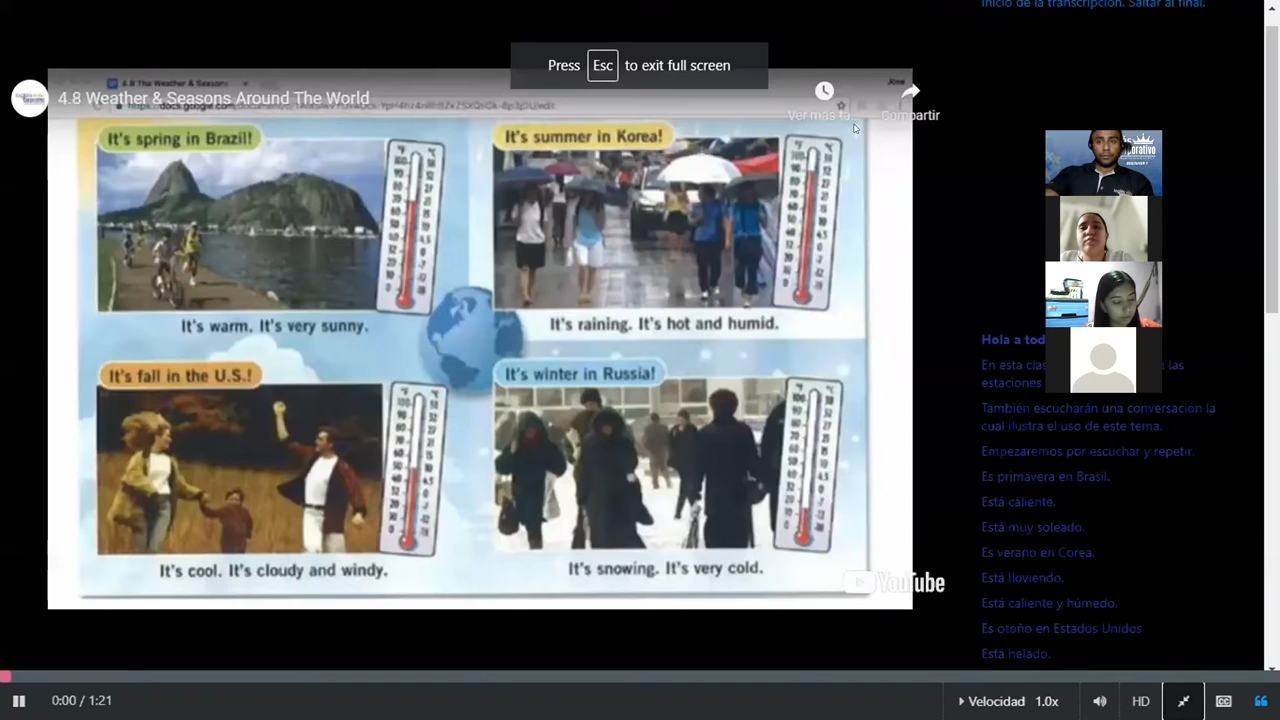 Inicio de la transcripción. Saltar al final.
Press Esc to exit full screen
4.8 The Weather & Seasons
4.8 Weather & Seasons Around The World
Ver más ta...
Compartir
It's spring in Brazil!
It's warm. It's very sunny.
It's summer in Korea!
It's raining. It's hot and humid.
It's fall in the U.S.!
It's cool. It's cloudy and windy.
It's winter in Russia!
It's snowing. It's very cold.
YouTube
Hola a tod
En esta clas
las
estaciones
También escucharán una conversación la
cual ilustra el uso de este tema.
Empezaremos por escuchar y repetir.
Es primavera en Brasil.
Está caliente.
Está muy soleado.
Es verano en Corea.
Está lloviendo.
Está caliente y húmedo.
Es otoño en Estados Unidos.
Está helado.
0:00 / 1:21
Velocidad 1.0x
HD